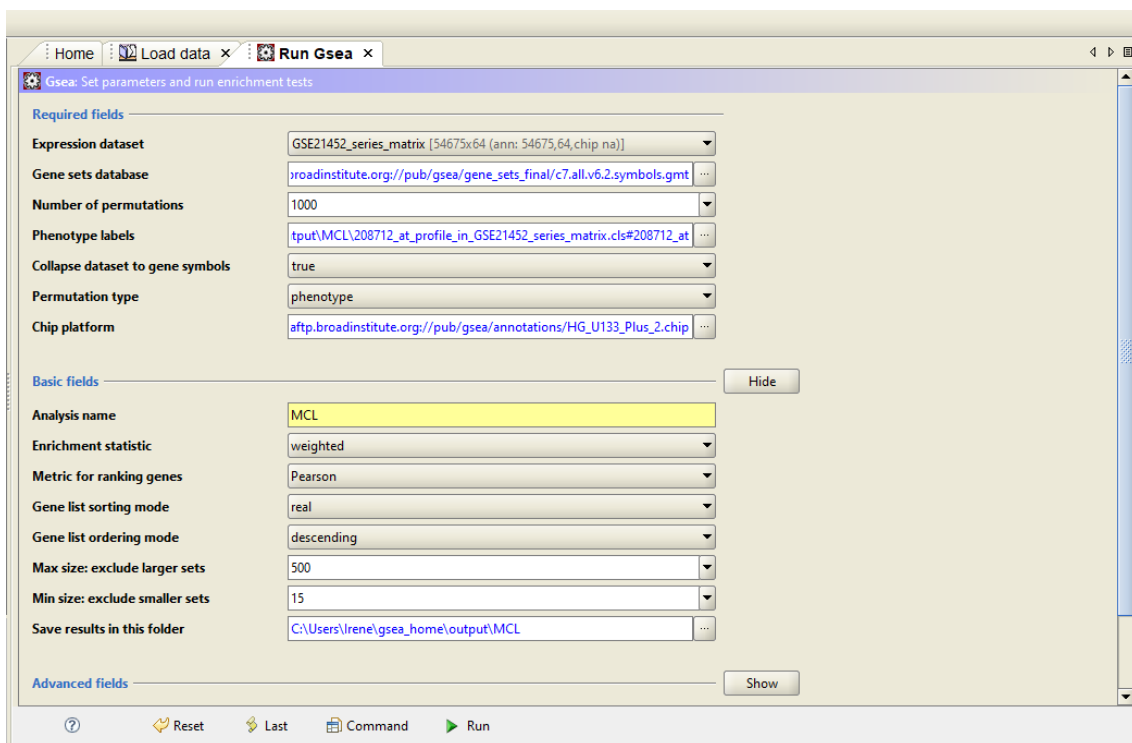 Home Load data × Run Gsea ×
Gsea: Set parameters and run enrichment tests
Required fields
Expression dataset GSE21452_series_matrix [54675x64 (ann: 54675,64,chip na)]
Gene sets database broadinstitute.org://pub/gsea/gene_sets_final/c7.all.v6.2.symbols.gmt ...
Number of permutations 1000
Phenotype labels tput\MCL\208712_at_profile_in_GSE21452_series_matrix.cls#208712_at ...
Collapse dataset to gene symbols true
Permutation type phenotype
Chip platform aftp.broadinstitute.org://pub/gsea/annotations/HG_U133_Plus_2.chip ...
Basic fields Hide
Analysis name MCL
Enrichment statistic weighted
Metric for ranking genes Pearson
Gene list sorting mode real
Gene list ordering mode descending
Max size: exclude larger sets 500
Min size: exclude smaller sets 15
Save results in this folder C:\Users\Irene\gsea_home\output\MCL ...
Advanced fields Show
? Reset Last Command Run